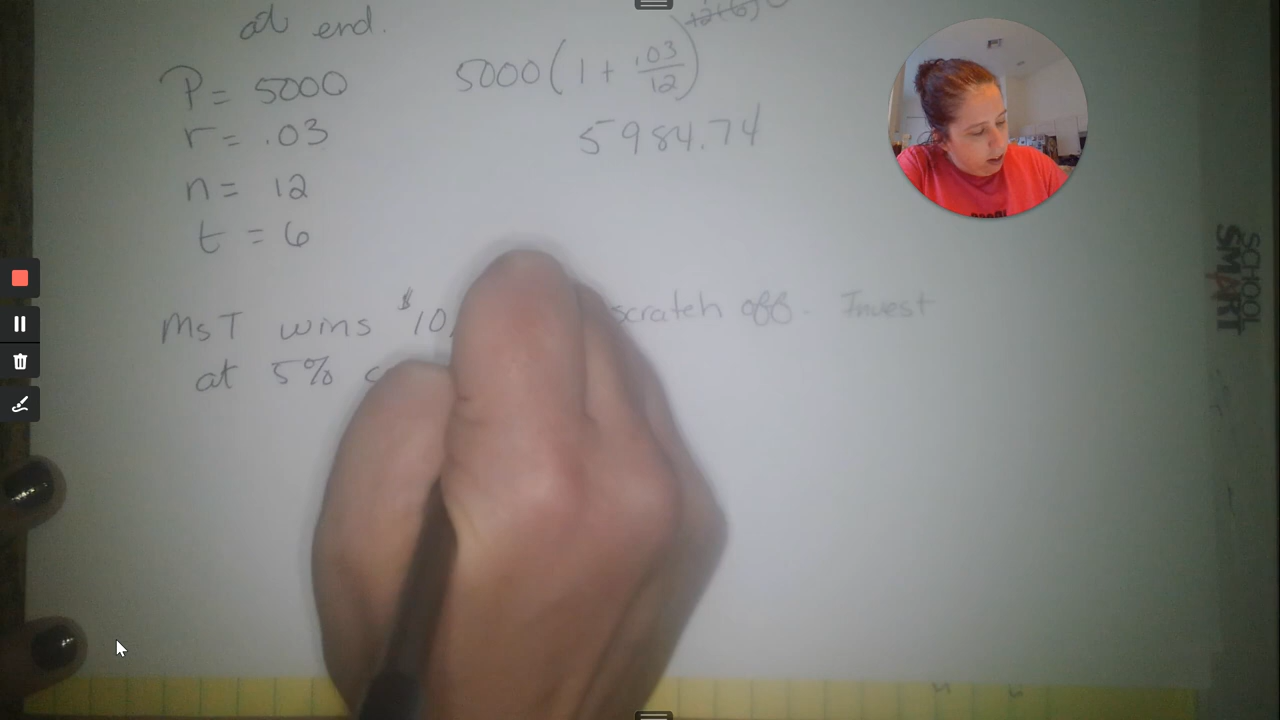 at end.
P = 5000
r = .03
n = 12
t = 6
5000(1 + .03/12)
5984.74
Ms T wins $10, scratch off. Invest
at 5% c
SCHOOL
SMART